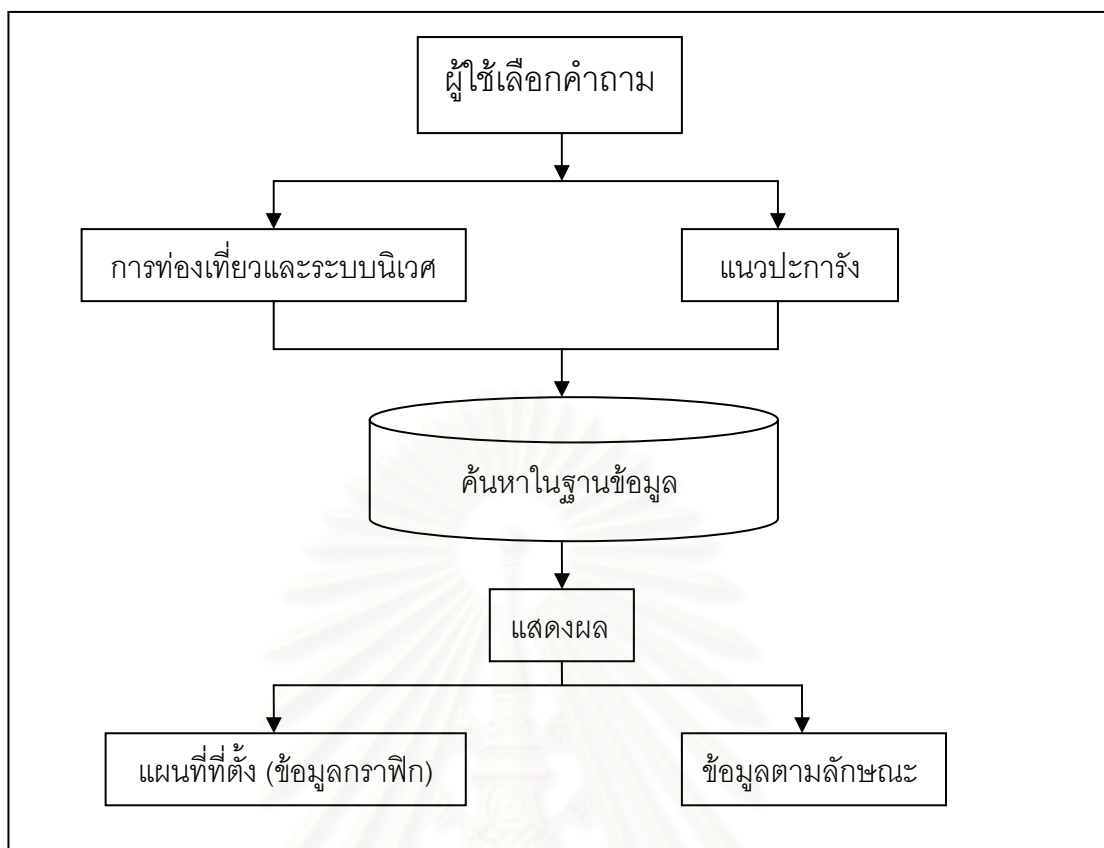 ผู้ใช้เลือกคำถาม
การท่องเที่ยวและระบบนิเวศ
แนวปะการัง
ค้นหาในฐานข้อมูล
แสดงผล
แผนที่ที่ตั้ง (ข้อมูลกราฟิก)
ข้อมูลตามลักษณะ